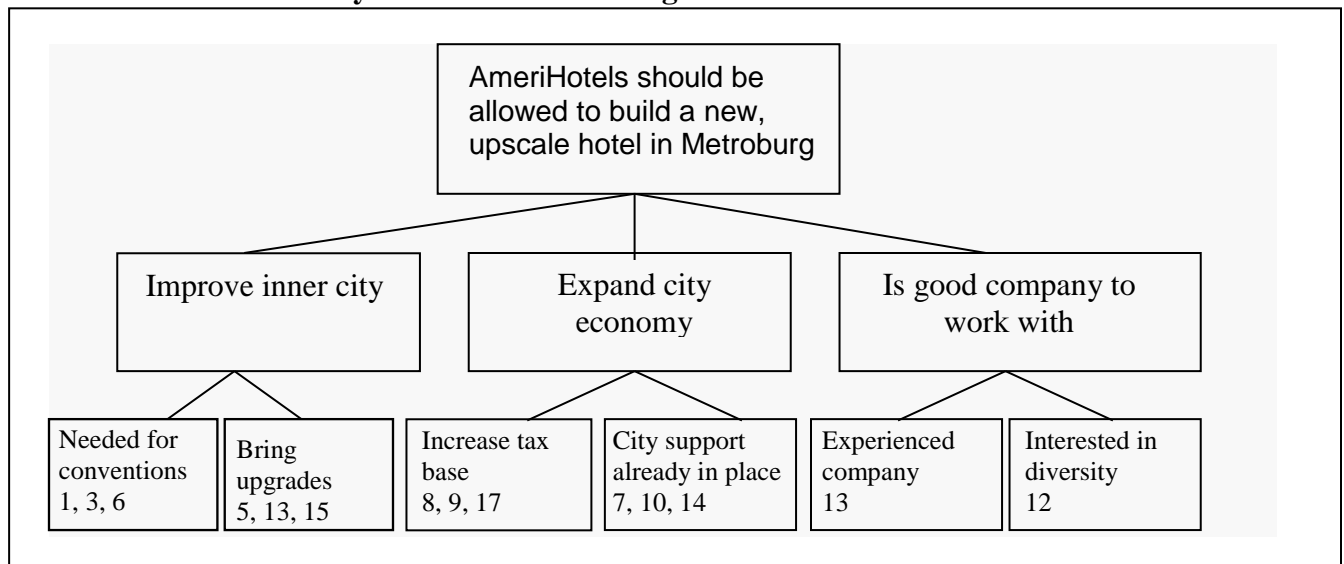 AmeriHotels should be
allowed to build a new,
upscale hotel in Metroburg
Improve inner city
Expand city
economy
Is good company to
work with
Needed for
conventions
1, 3, 6
Bring
upgrades
5, 13, 15
Increase tax
base
8, 9, 17
City support
already in place
7, 10, 14
Experienced
company
13
Interested in
diversity
12